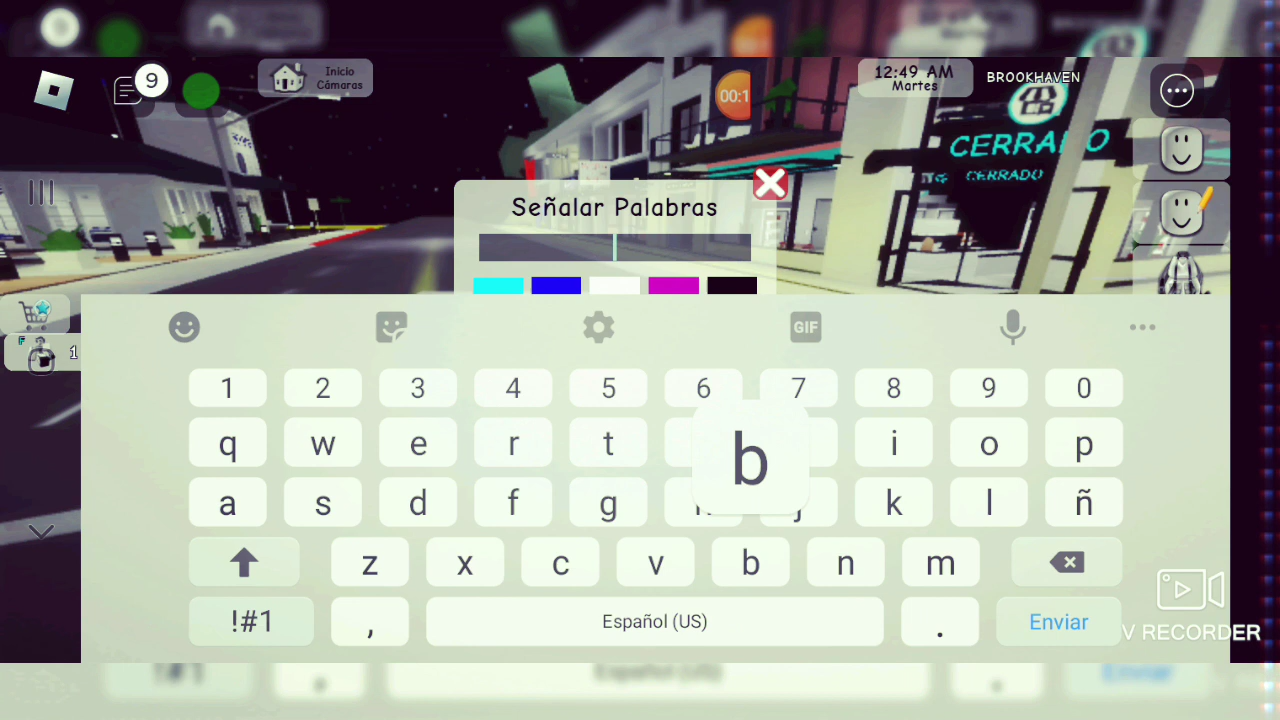 9
Inicio
Cámaras
00:1
12:49 AM
Martes
BROOKHAVEN
CERRADO
CERRADO
Señalar Palabras
1
GIF
1 2 3 4 5 6 7 8 9 0
q w e r t i o p
b
a s d f g j k l ñ
z x c v b n m
!#1 , Español (US) . Enviar
V RECORDER